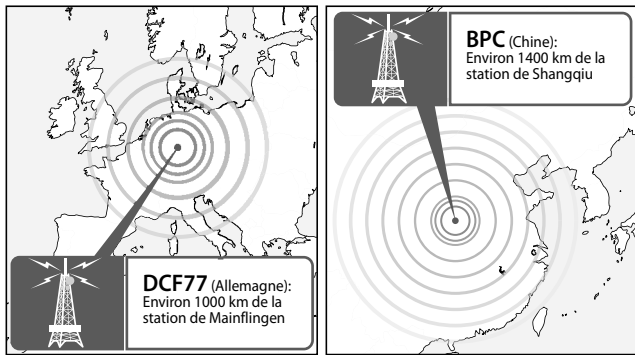 DCF77 (Allemagne):
Environ 1000 km de la
station de Mainflingen
BPC (Chine):
Environ 1400 km de la
station de Shangqiu